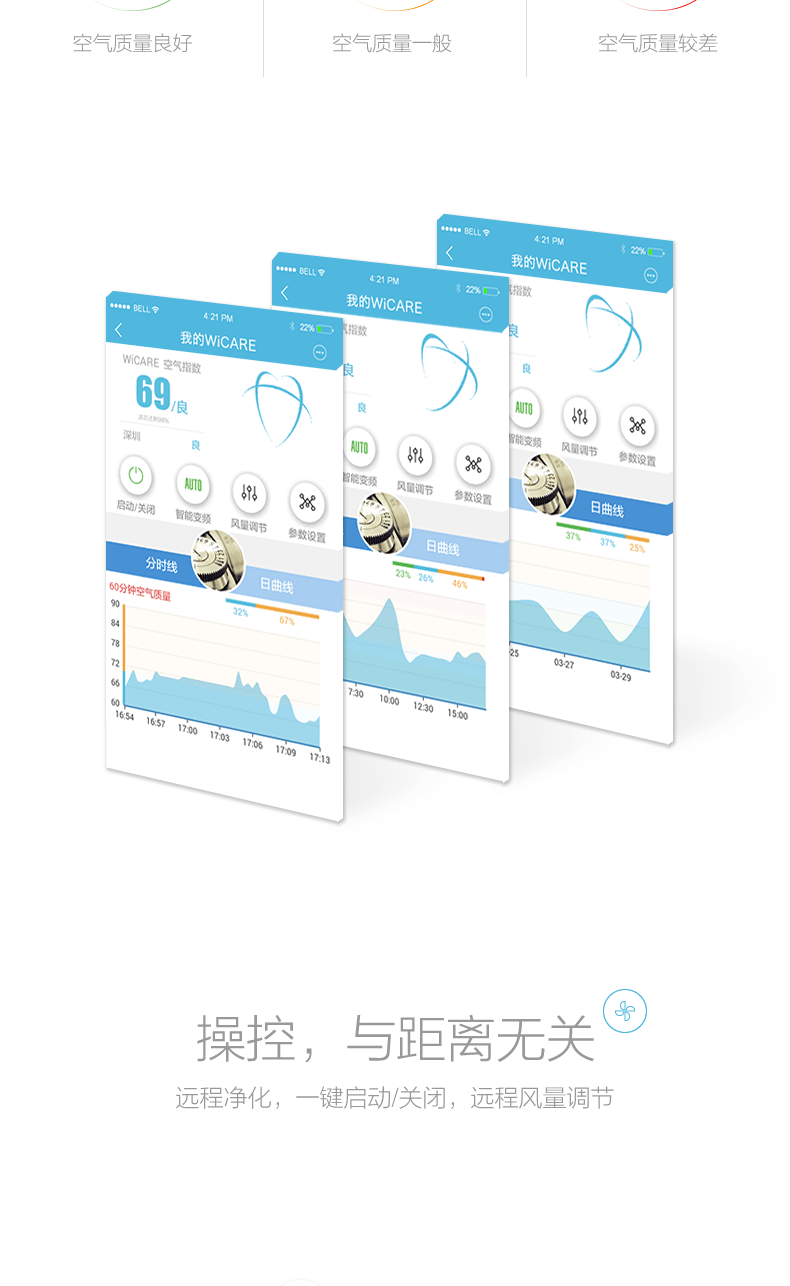 空气质量良好
空气质量一般
空气质量较差
BELL
4:21 PM
22%
我的WiCARE
气指数
良
良
AUTO
智能变频
风量调节
参数设置
日曲线
37%
37%
25%
03-27
03-29
BELL
4:21 PM
22%
我的WiCARE
气指数
良
良
AUTO
智能变频
风量调节
参数设置
日曲线
23%
26%
46%
7:30
10:00
12:30
15:00
BELL
4:21 PM
22%
我的WiCARE
WiCARE 空气指数
69/良
深圳
良
AUTO
启动/关闭
智能变频
风量调节
参数设置
分时线
日曲线
60分钟空气质量
32%
67%
90
84
78
72
66
60
16:54
16:57
17:00
17:03
17:06
17:09
17:13
操控，与距离无关
远程净化，一键启动/关闭，远程风量调节